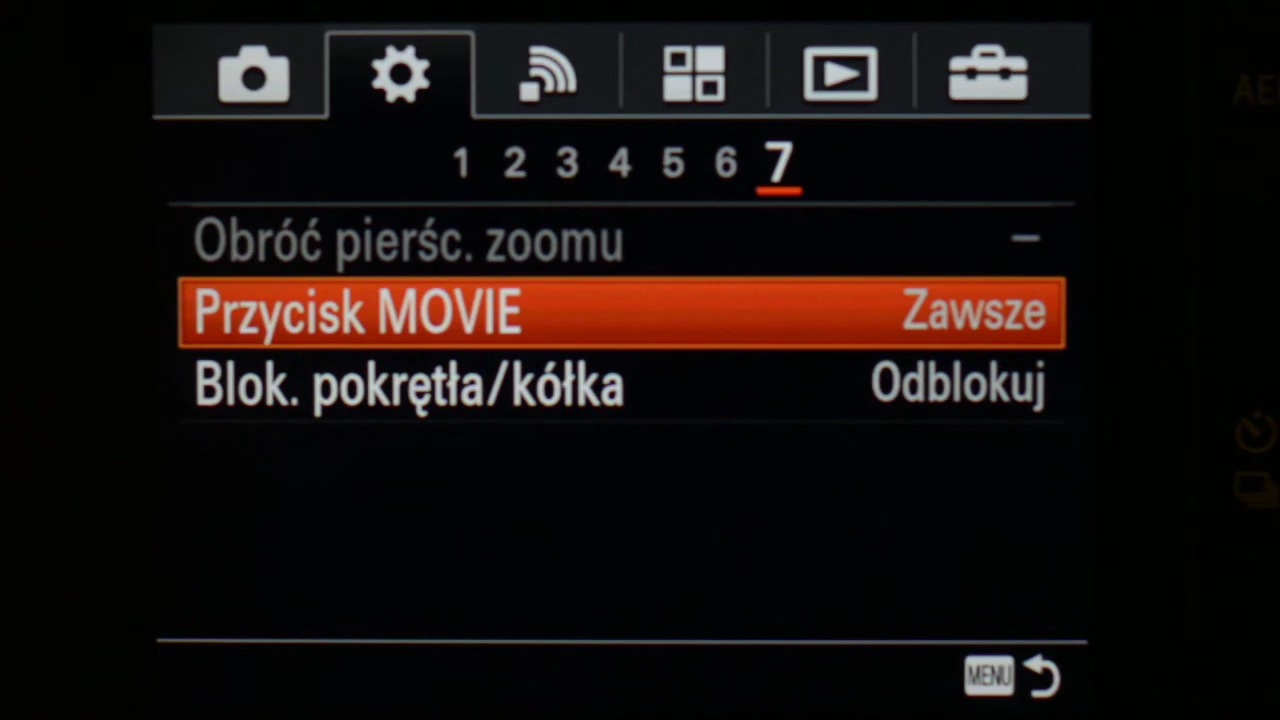 1 2 3 4 5 6 7
Obróć pierśc. zoomu –
Przycisk MOVIE Zawsze
Blok. pokrętła/kółka Odblokuj
MENU